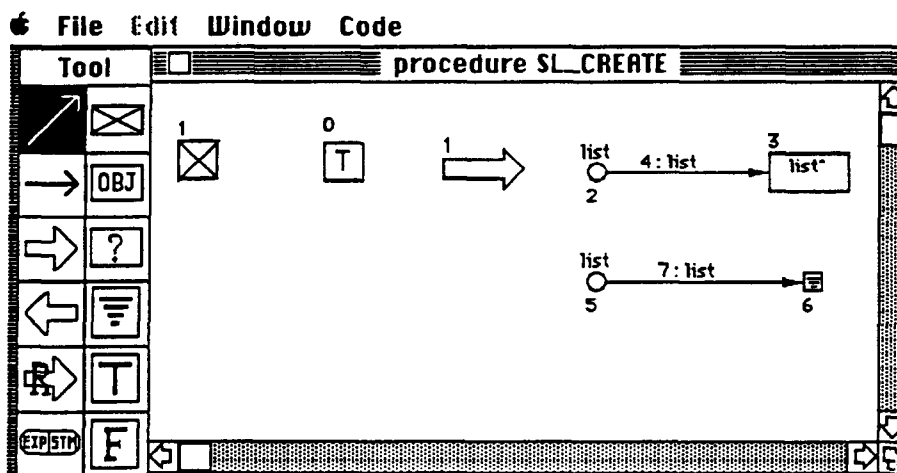 File Edit Window Code
Tool
procedure SL_CREATE
1
0
T
1
list
4: list
3
list^
2
OBJ
?
list
7: list
5
6
R
T
EXP STM
F